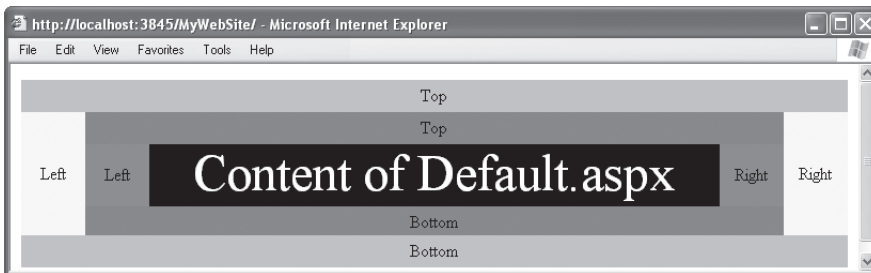 http://localhost:3845/MyWebSite/ - Microsoft Internet Explorer
File Edit View Favorites Tools Help
Top
Top
Left Left Content of Default.aspx Right Right
Bottom
Bottom